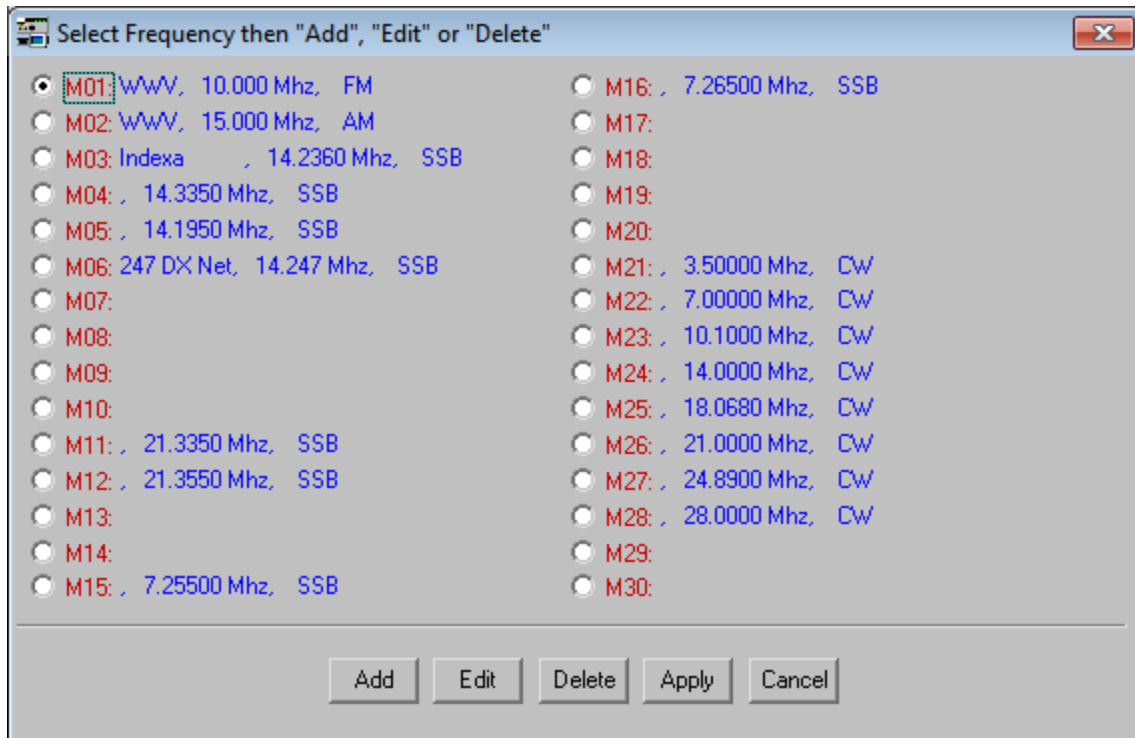 Select Frequency then "Add", "Edit" or "Delete"
M01: WWV, 10.000 Mhz, FM
M02: WWV, 15.000 Mhz, AM
M03: Indexa , 14.2360 Mhz, SSB
M04: , 14.3350 Mhz, SSB
M05: , 14.1950 Mhz, SSB
M06: 247 DX Net, 14.247 Mhz, SSB
M07:
M08:
M09:
M10:
M11: , 21.3350 Mhz, SSB
M12: , 21.3550 Mhz, SSB
M13:
M14:
M15: , 7.25500 Mhz, SSB
M16: , 7.26500 Mhz, SSB
M17:
M18:
M19:
M20:
M21: , 3.50000 Mhz, CW
M22: , 7.00000 Mhz, CW
M23: , 10.1000 Mhz, CW
M24: , 14.0000 Mhz, CW
M25: , 18.0680 Mhz, CW
M26: , 21.0000 Mhz, CW
M27: , 24.8900 Mhz, CW
M28: , 28.0000 Mhz, CW
M29:
M30:
Add Edit Delete Apply Cancel